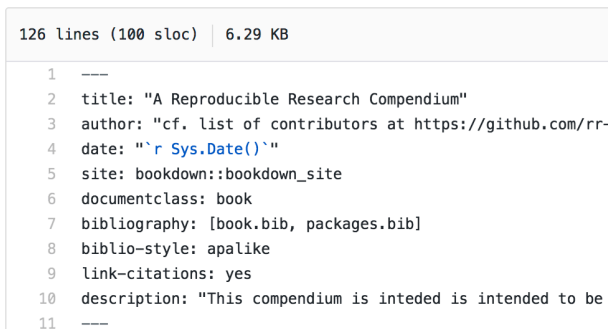 126 lines (100 sloc) 6.29 KB
1 ---
2 title: "A Reproducible Research Compendium"
3 author: "cf. list of contributors at https://github.com/rr-
4 date: "`r Sys.Date()`"
5 site: bookdown::bookdown_site
6 documentclass: book
7 bibliography: [book.bib, packages.bib]
8 biblio-style: apalike
9 link-citations: yes
10 description: "This compendium is inteded is intended to be
11 ---